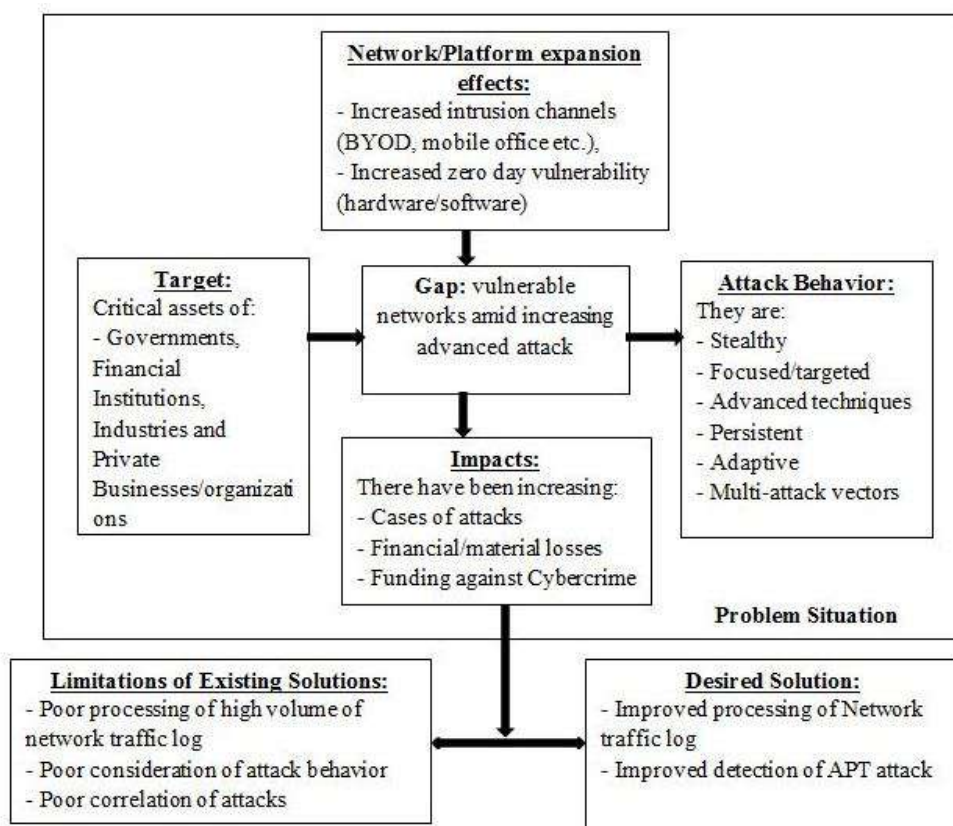 Network/Platform expansion
effects:
- Increased intrusion channels
(BYOD, mobile office etc.),
- Increased zero day vulnerability
(hardware/software)
Target:
Critical assets of:
- Governments,
Financial
Institutions,
Industries and
Private
Businesses/organizati
ons
Gap: vulnerable
networks amid increasing
advanced attack
Attack Behavior:
They are:
- Stealthy
- Focused/targeted
- Advanced techniques
- Persistent
- Adaptive
- Multi-attack vectors
Impacts:
There have been increasing:
- Cases of attacks
- Financial/material losses
- Funding against Cybercrime
Problem Situation
Limitations of Existing Solutions:
- Poor processing of high volume of
network traffic log
- Poor consideration of attack behavior
- Poor correlation of attacks
Desired Solution:
- Improved processing of Network
traffic log
- Improved detection of APT attack